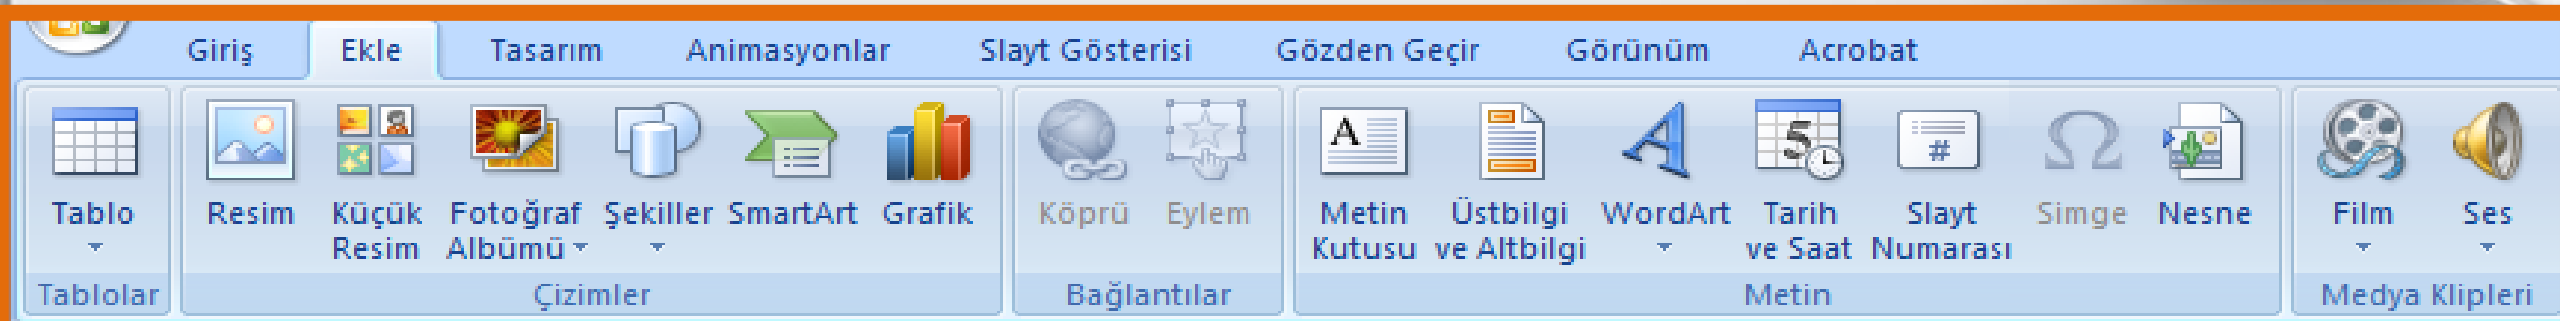 Giriş Ekle Tasarım Animasyonlar Slayt Gösterisi Gözden Geçir Görünüm Acrobat
Tablo Resim Küçük Resim Fotoğraf Albümü Şekiller SmartArt Grafik Köprü Eylem Metin Kutusu Üstbilgi ve Altbilgi WordArt Tarih ve Saat Slayt Numarası Simge Nesne Film Ses
Tablolar Çizimler Bağlantılar Metin Medya Klipleri